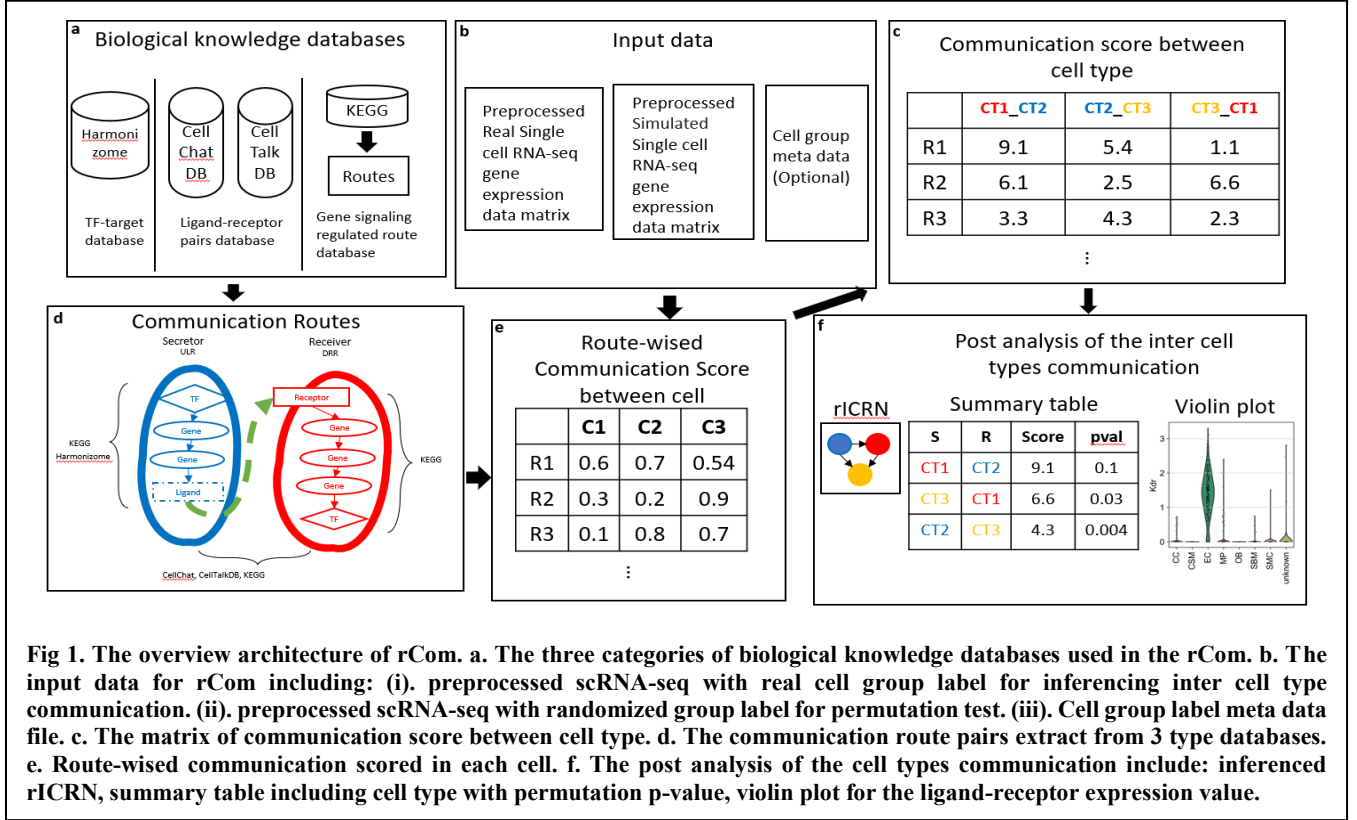 a
Biological knowledge databases
Harmoni
zome
Cell
Chat
DB
Cell
Talk
DB
KEGG
Routes
TF-target
database
Ligand-receptor
pairs database
Gene signaling
regulated route
database
b
Input data
Preprocessed
Real Single
cell RNA-seq
gene
expression
data matrix
Preprocessed
Simulated
Single cell
RNA-seq
gene
expression
data matrix
Cell group
meta data
(Optional)
c
Communication score between
cell type
CT1_CT2 CT2_CT3 CT3_CT1
R1 9.1 5.4 1.1
R2 6.1 2.5 6.6
R3 3.3 4.3 2.3
⋮
d
Communication Routes
Secretor
ULR
Receiver
DRR
TF
Gene
Gene
Ligand
Receptor
Gene
Gene
Gene
TF
KEGG
Harmonizome
KEGG
CellChat, CellTalkDB, KEGG
e
Route-wised
Communication Score
between cell
C1 C2 C3
R1 0.6 0.7 0.54
R2 0.3 0.2 0.9
R3 0.1 0.8 0.7
⋮
f
Post analysis of the inter cell
types communication
rICRN
Summary table
S R Score pval
CT1 CT2 9.1 0.1
CT3 CT1 6.6 0.03
CT2 CT3 4.3 0.004
Violin plot
Kdr
3
2
1
0
CC
CSM
EC
MP
OB
SBM
SMC
unknown
Fig 1. The overview architecture of rCom. a. The three categories of biological knowledge databases used in the rCom. b. The
input data for rCom including: (i). preprocessed scRNA-seq with real cell group label for inferencing inter cell type
communication. (ii). preprocessed scRNA-seq with randomized group label for permutation test. (iii). Cell group label meta data
file. c. The matrix of communication score between cell type. d. The communication route pairs extract from 3 type databases.
e. Route-wised communication scored in each cell. f. The post analysis of the cell types communication include: inferenced
rICRN, summary table including cell type with permutation p-value, violin plot for the ligand-receptor expression value.